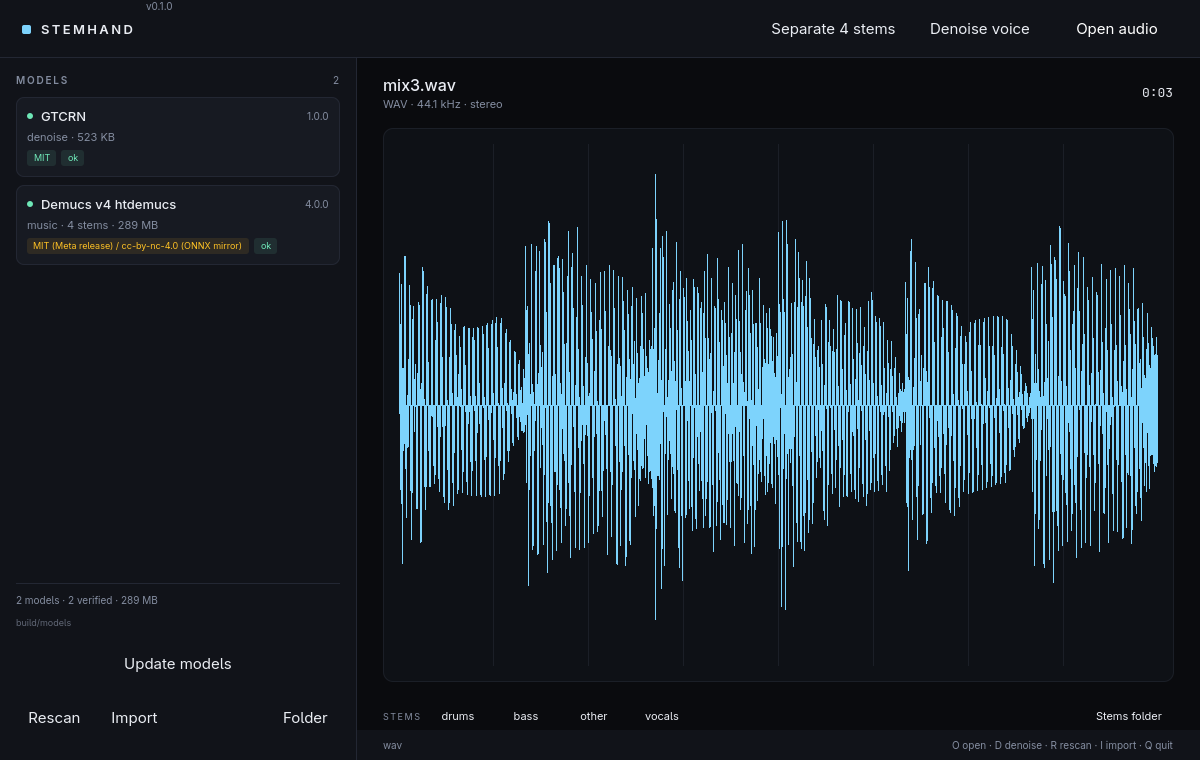 v0.1.0
STEMHAND
Separate 4 stems
Denoise voice
Open audio
MODELS
2
GTCRN
1.0.0
denoise · 523 KB
MIT
ok
Demucs v4 htdemucs
4.0.0
music · 4 stems · 289 MB
MIT (Meta release) / cc-by-nc-4.0 (ONNX mirror)
ok
2 models · 2 verified · 289 MB
build/models
Update models
Rescan
Import
Folder
mix3.wav
WAV · 44.1 kHz · stereo
0:03
STEMS
drums
bass
other
vocals
Stems folder
wav
O open · D denoise · R rescan · I import · Q quit